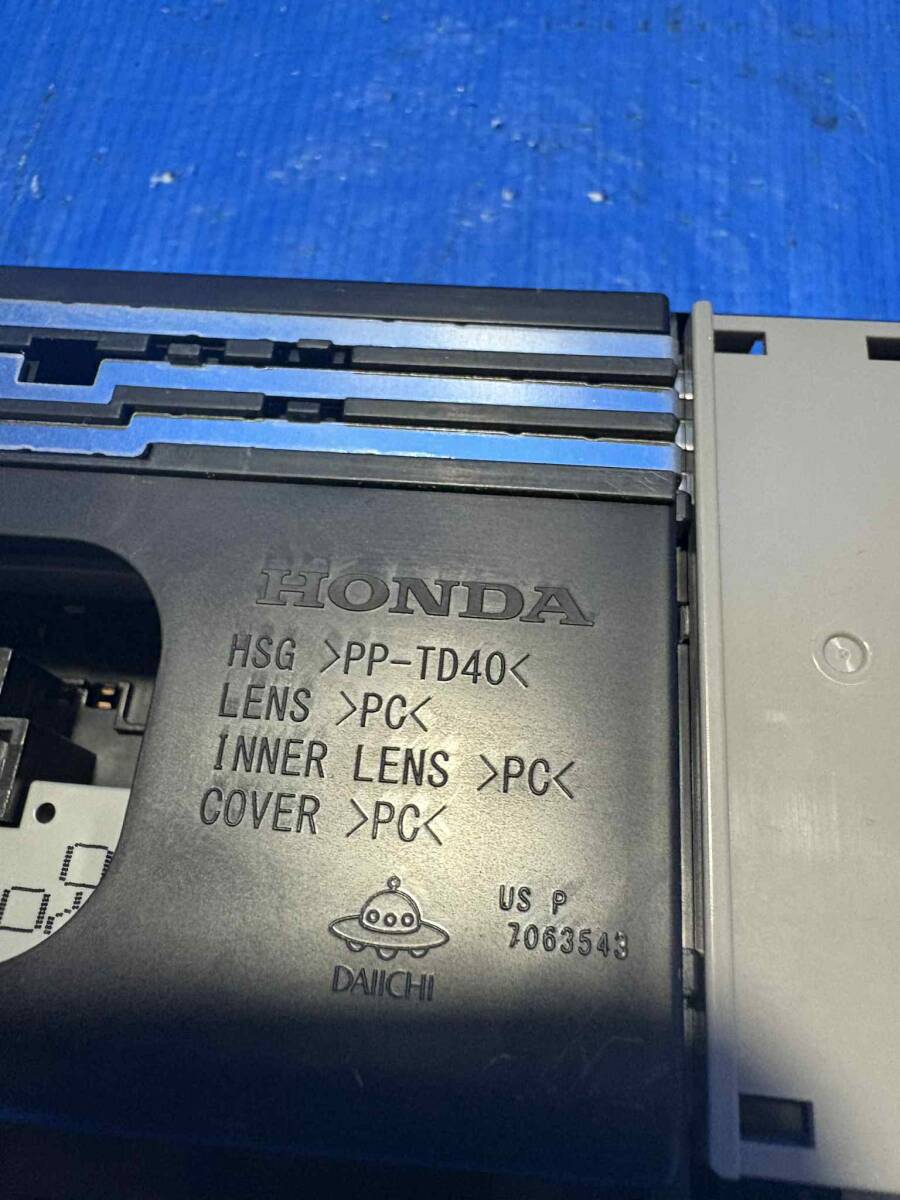 HONDA
HSG >PP-TD40<
LENS >PC<
INNER LENS >PC<
COVER >PC<
US P
7063543
DAIICHI